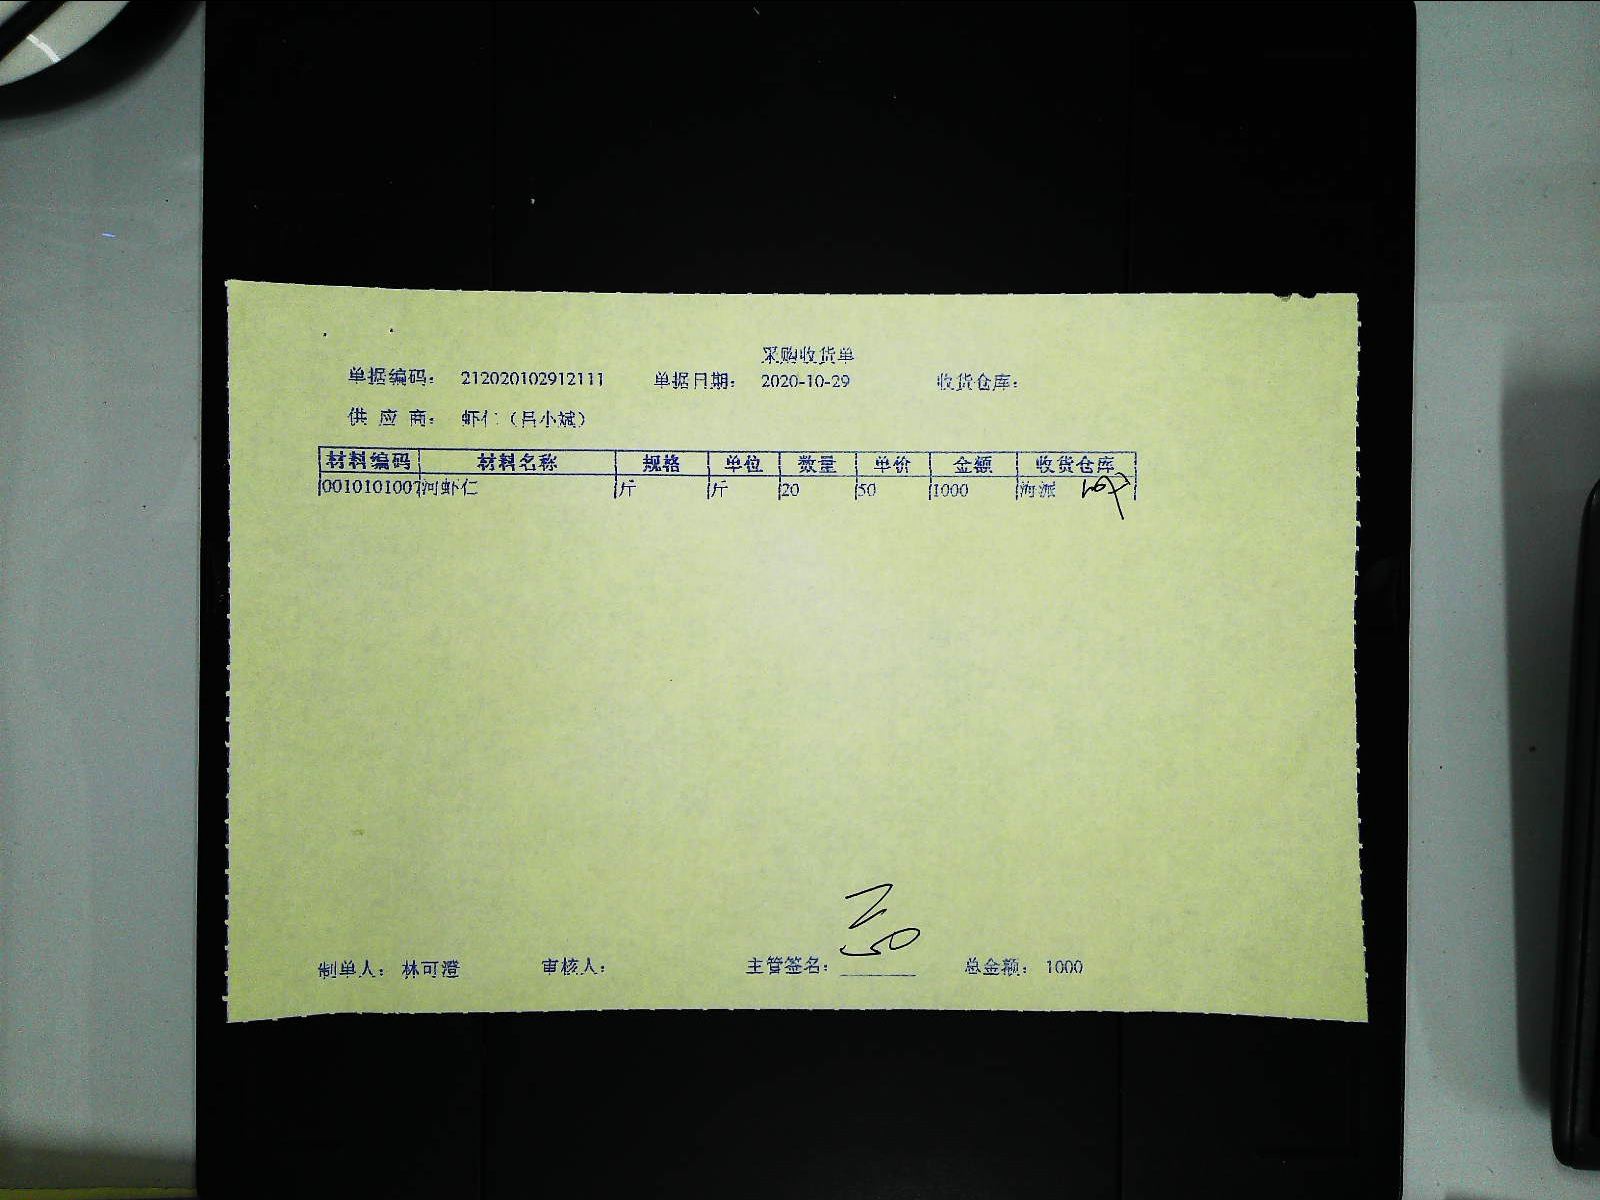 采购收货单
单据编码： 212020102912111 单据日期： 2020-10-29 收货仓库：
供 应 商： 虾仁（吕小斌）
材料编码 材料名称 规格 单位 数量 单价 金额 收货仓库
0010101007 河虾仁 斤 斤 20 50 1000 海派
制单人： 林可澄 审核人： 主管签名： 总金额： 1000